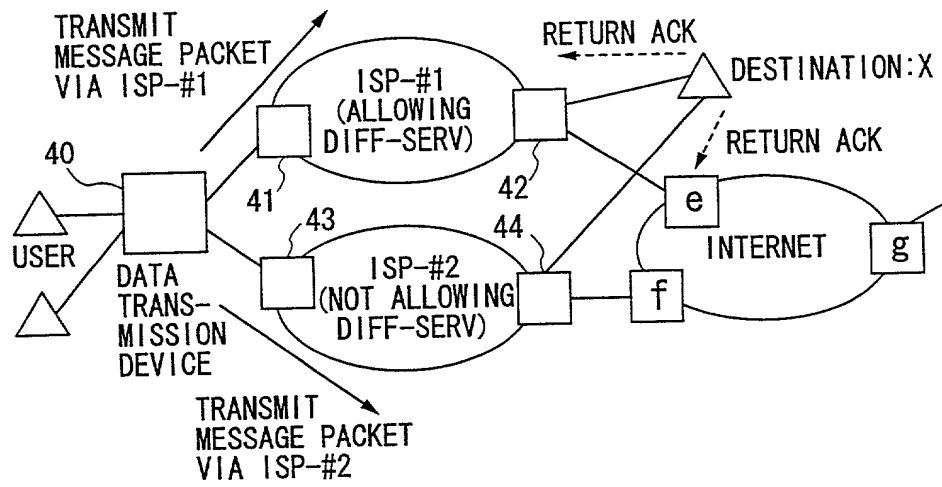 TRANSMIT
MESSAGE PACKET
VIA ISP-#1
RETURN ACK
DESTINATION:X
ISP-#1
(ALLOWING
DIFF-SERV)
RETURN ACK
40
41
42
43
44
USER
e
INTERNET
g
f
DATA
TRANS-
MISSION
DEVICE
ISP-#2
(NOT ALLOWING
DIFF-SERV)
TRANSMIT
MESSAGE PACKET
VIA ISP-#2